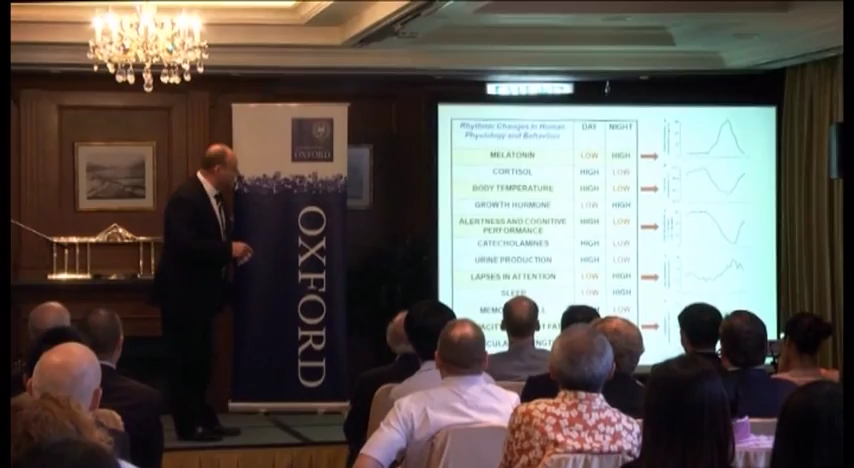 OXFORD
OXFORD
Rhythmic Changes in Human DAY NIGHT
Physiology and Behaviour
MELATONIN LOW HIGH
CORTISOL HIGH LOW
BODY TEMPERATURE HIGH LOW
GROWTH HORMONE LOW HIGH
ALERTNESS AND COGNITIVE HIGH LOW
PERFORMANCE
CATECHOLAMINES HIGH LOW
URINE PRODUCTION HIGH LOW
LAPSES IN ATTENTION LOW HIGH
SLEEP LOW HIGH